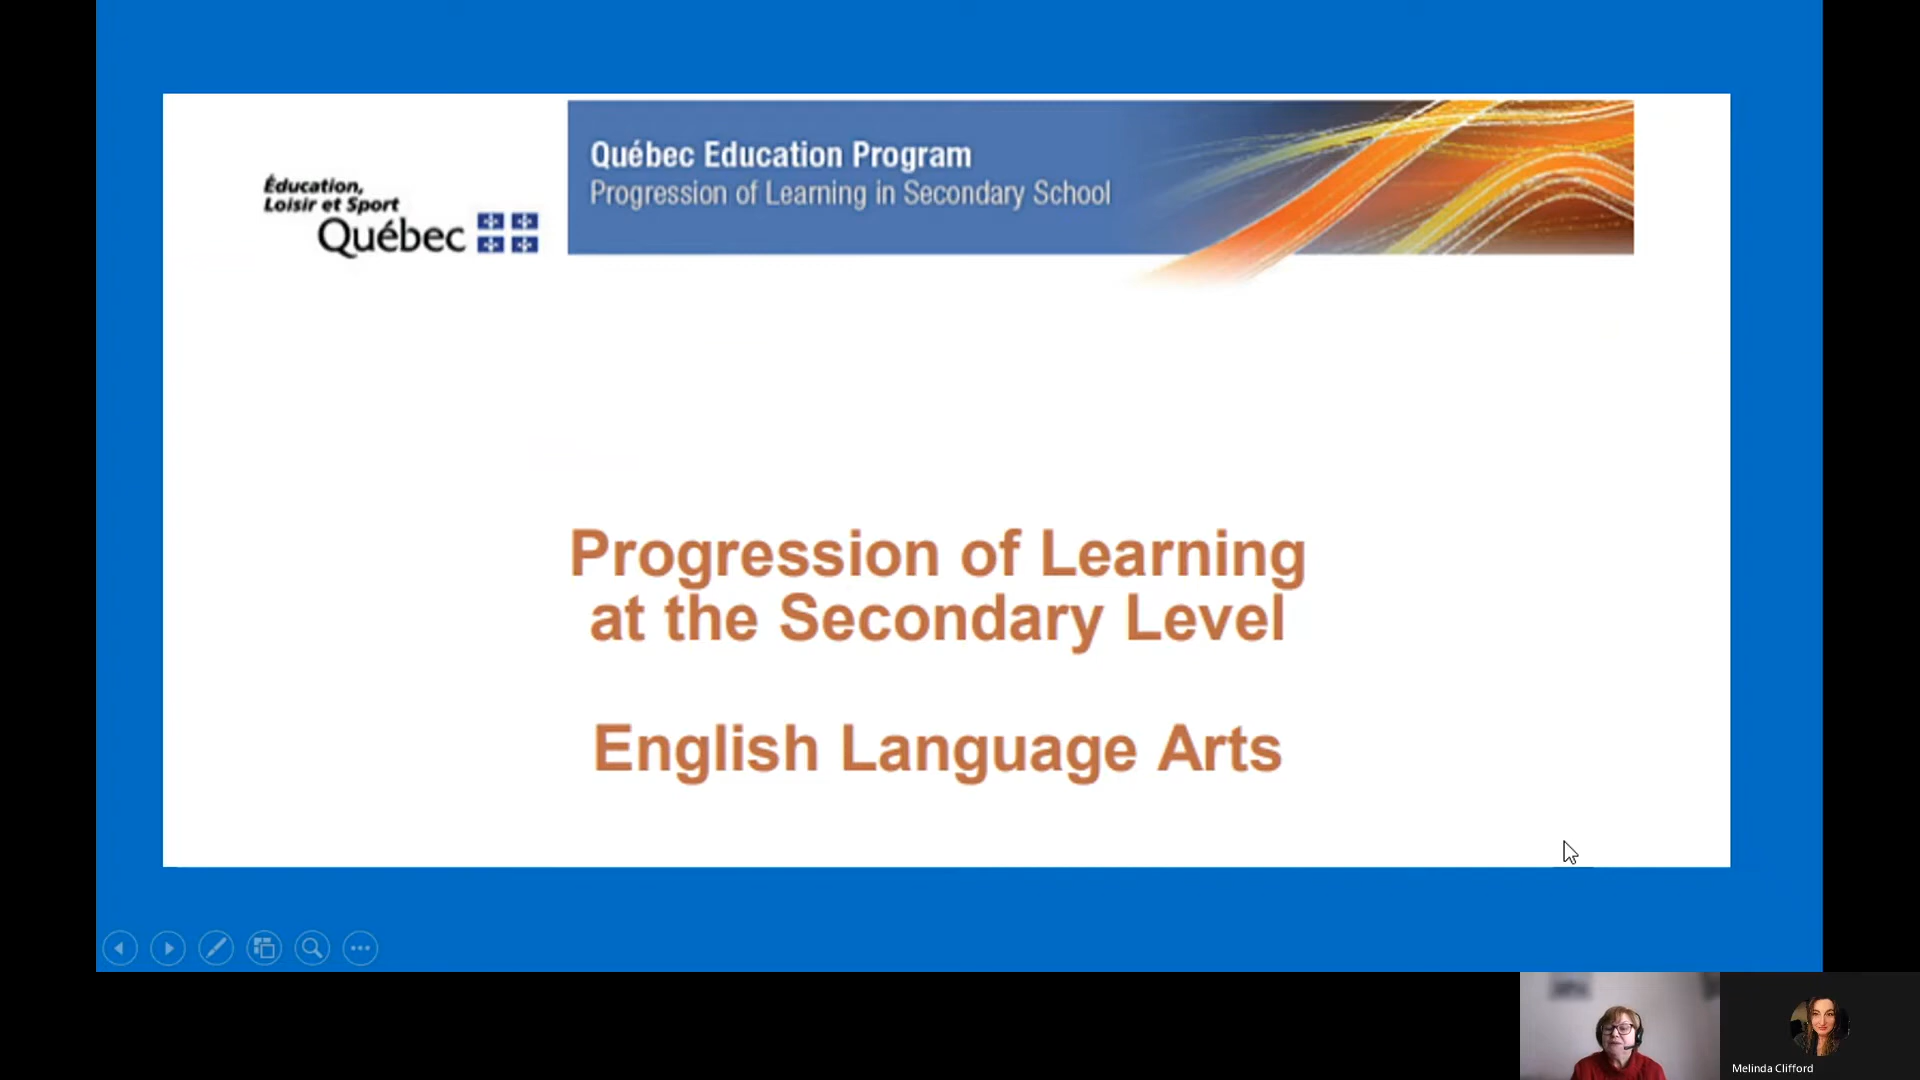 Éducation,
Loisir et Sport
Québec
Québec Education Program
Progression of Learning in Secondary School
Progression of Learning
at the Secondary Level
English Language Arts
Melinda Clifford